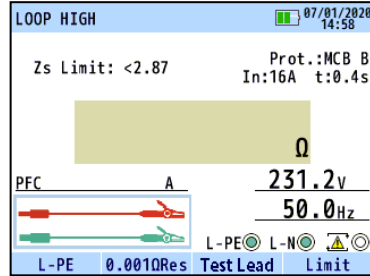 LOOP HIGH 07/01/2020
14:58
Zs Limit: <2.87 Prot.:MCB B
In:16A t:0.4s
Ω
PFC A 231.2V
50.0Hz
L-PE L-N
L-PE 0.001ΩRes Test Lead Limit